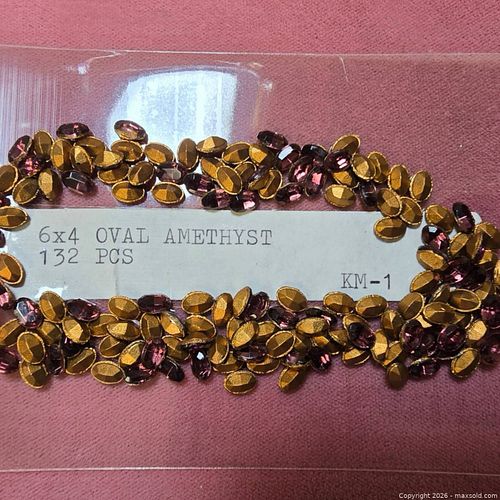 6x4 OVAL AMETHYST
132 PCS
KM-1
Copyright 2026 - maxsold.com